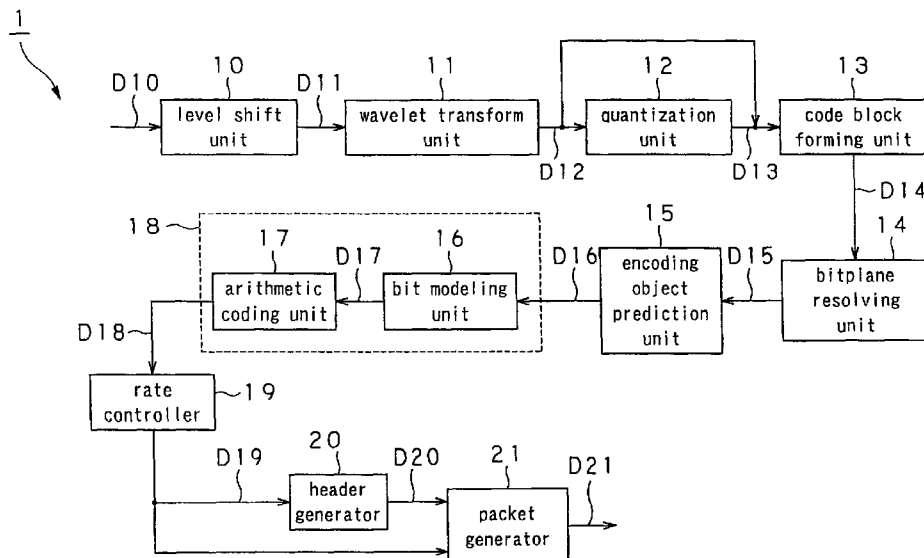 1
10
11
12
13
D10
D11
level shift
unit
wavelet transform
unit
quantization
unit
code block
forming unit
D12
D13
D14
18
17
16
15
14
D17
D16
D15
arithmetic
coding unit
bit modeling
unit
encoding
object
prediction
unit
bitplane
resolving
unit
D18
rate
controller
19
20
21
D19
D20
D21
header
generator
packet
generator